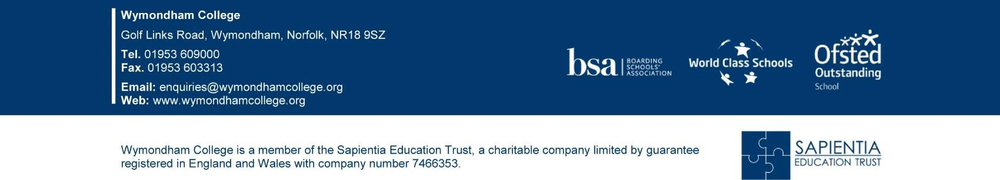 Wymondham College
Golf Links Road, Wymondham, Norfolk, NR18 9SZ
Tel. 01953 609000
Fax. 01953 603313
Email: enquiries@wymondhamcollege.org
Web: www.wymondhamcollege.org
bsa
BOARDING
SCHOOLS'
ASSOCIATION
World Class Schools
Ofsted
Outstanding
School
Wymondham College is a member of the Sapientia Education Trust, a charitable company limited by guarantee
registered in England and Wales with company number 7466353.
SAPIENTIA
EDUCATION TRUST